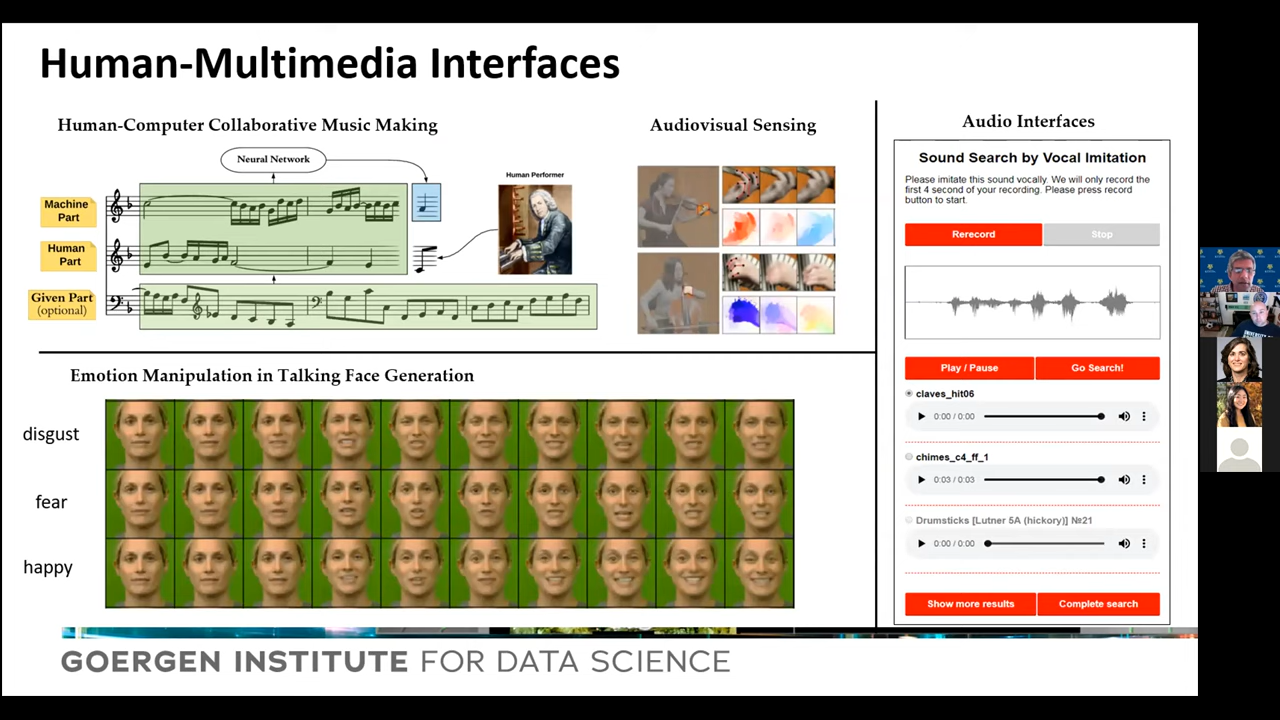 Human-Multimedia Interfaces
Human-Computer Collaborative Music Making
Neural Network
Human Performer
Machine
Part
Human
Part
Given Part
(optional)
Audiovisual Sensing
Audio Interfaces
Sound Search by Vocal Imitation
Please imitate this sound vocally. We will only record the
first 4 second of your recording. Please press record
button to start.
Rerecord
Stop
Play / Pause
Go Search!
claves_hit06
0:00 / 0:00
chimes_c4_ff_1
0:03 / 0:03
Drumsticks [Lutner 5A (hickory)] №21
0:00 / 0:00
Show more results
Complete search
Emotion Manipulation in Talking Face Generation
disgust
fear
happy
GOERGEN INSTITUTE FOR DATA SCIENCE